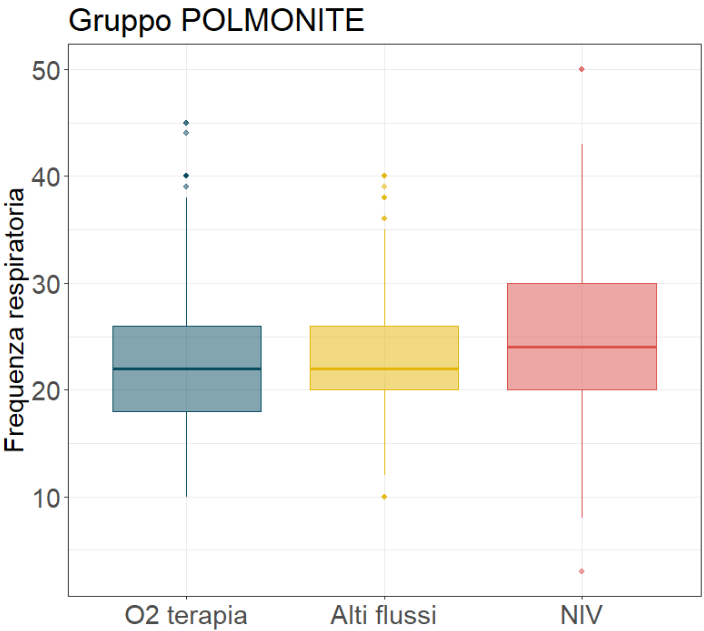 Gruppo POLMONITE
Frequenza respiratoria
50
40
30
20
10
O2 terapia
Alti flussi
NIV